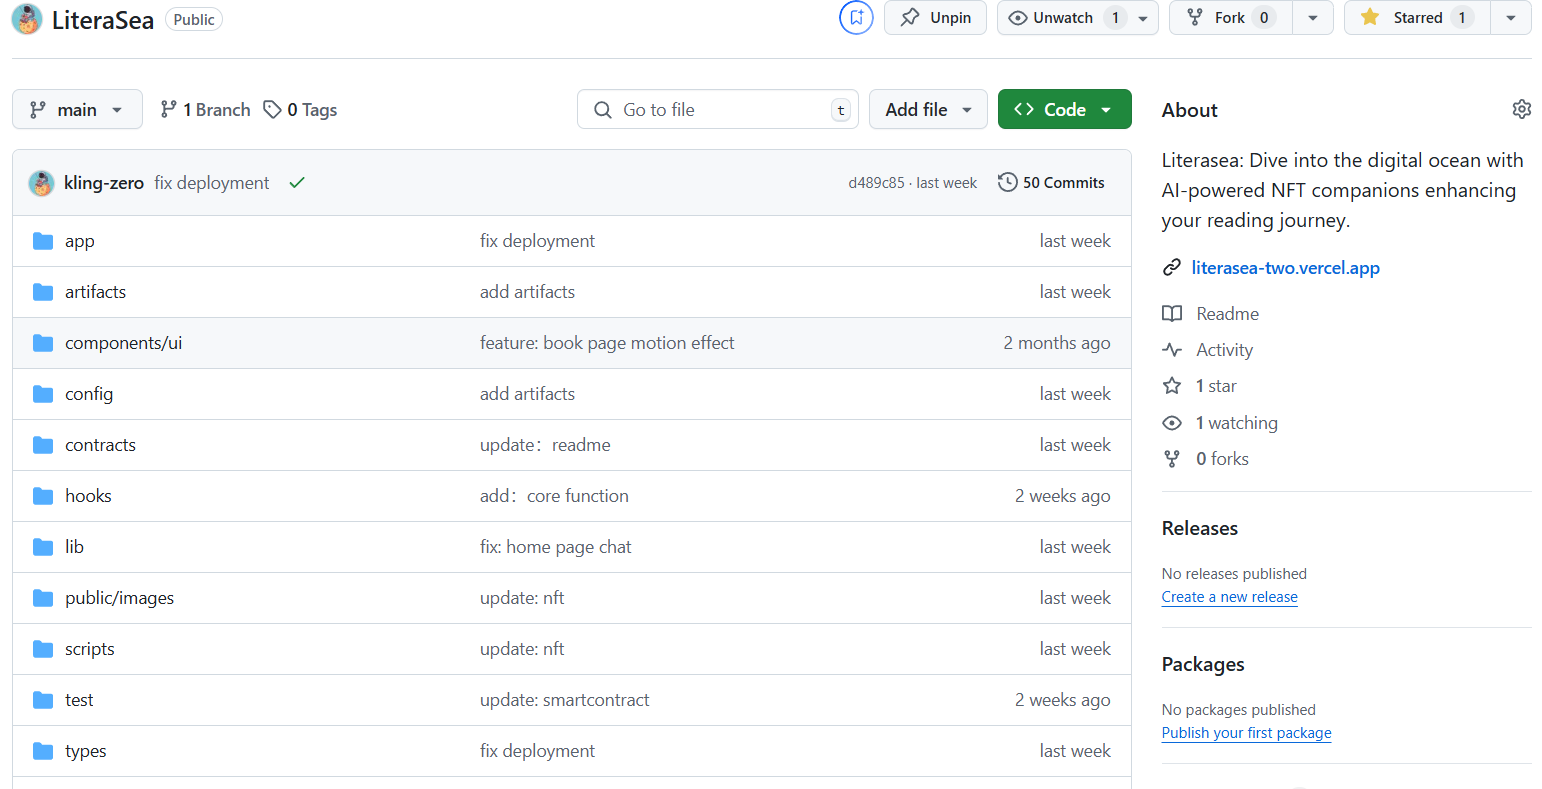 LiteraSea Public Unpin Unwatch 1 Fork 0 Starred 1
main 1 Branch 0 Tags Go to file t Add file Code
kling-zero fix deployment d489c85 · last week 50 Commits
app fix deployment last week
artifacts add artifacts last week
components/ui feature: book page motion effect 2 months ago
config add artifacts last week
contracts update：readme last week
hooks add：core function 2 weeks ago
lib fix: home page chat last week
public/images update: nft last week
scripts update: nft last week
test update: smartcontract 2 weeks ago
types fix deployment last week
About
Literasea: Dive into the digital ocean with
AI-powered NFT companions enhancing
your reading journey.
literasea-two.vercel.app
Readme
Activity
1 star
1 watching
0 forks
Releases
No releases published
Create a new release
Packages
No packages published
Publish your first package